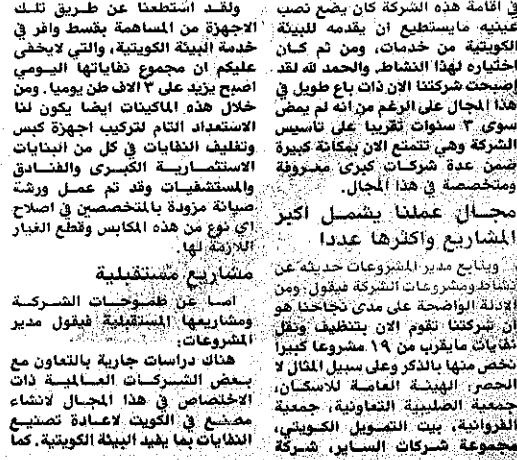 في اقامة هذه الشركة كان يضع نصب
عينيه مايستطيع ان يقدمه للبيئة
الكويتية من خدمات، ومن ثم كان
اختياره لهذا النشاط. والحمد لله لقد
إصبحت شركتنا الان ذات باع طويل في
هذا المجال على الرغم من انه لم يمض
سوى ٣ سنوات تقريبا على تاسيس
الشركة وهي تتمتع الان بمكانة كبيرة
ضمن عدة شركات كبرى معروفة
ومتخصصة في هذا المجال.
مجال عملنا يشمل اكبر
المشاريع واكثرها عددا
ويتابع مدير المشروعات حديثه عن
نشاط ومشروعات الشركة فيقول: ومن
الادلة الواضحة على مدى نجاحنا هو
أن شركتنا تقوم الان بتنظيف ونقل
نفايات مايقرب من ١٩ مشروعا كبيرا
نخص منها بالذكر وعلى سبيل المثال لا
الحصر: الهيئة العامة للاسكان،
جمعية الصليبية التعاونية، جمعية
الفروانية، بيت التمويل الكويتي،
مجموعة شركات الساير، شركة
ولقد استطعنا عن طريق تلك
الاجهزة من المساهمة بقسط وافر في
خدمة البيئة الكويتية، والتي لايخفى
عليكم ان مجموع نفاياتها اليومي
اصبح يزيد على ٣ الاف طن يوميا. ومن
خلال هذه الماكينات ايضا يكون لنا
الاستعداد التام لتركيب اجهزة كبس
وتغليف النفايات في كل من البنايات
الاستثمارية الكبرى والفنادق
والمستشفيات وقد تم عمل ورشة
صيانة مزودة بالمتخصصين في اصلاح
اي نوع من هذه المكابس وقطع الغيار
اللازمة لها.
مشاريع مستقبلية
اما عن طموحات الشركة
ومشاريعها المستقبلية فيقول مدير
المشروعات:
هناك دراسات جارية بالتعاون مع
بعض الشركات العالمية ذات
الاختصاص في هذا المجال لانشاء
مصنع في الكويت لاعادة تصنيع
النفايات بما يفيد البيئة الكويتية. كما